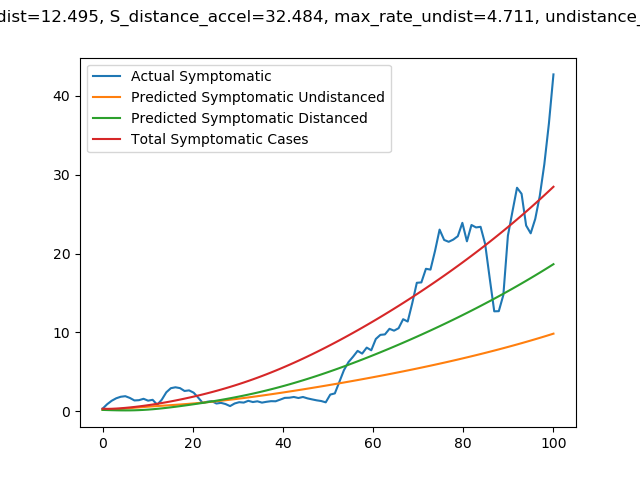 dist=12.495, S_distance_accel=32.484, max_rate_undist=4.711, undistance_
Actual Symptomatic
Predicted Symptomatic Undistanced
Predicted Symptomatic Distanced
Total Symptomatic Cases
40
30
20
10
0
0 20 40 60 80 100